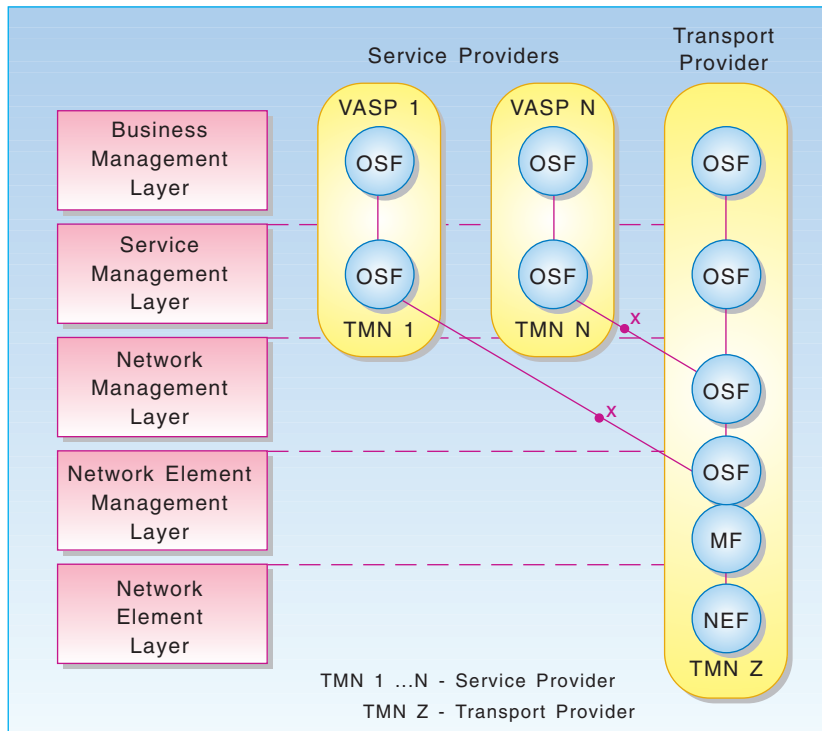 Service Providers
Transport
Provider
VASP 1
VASP N
Business
Management
Layer
OSF
OSF
OSF
Service
Management
Layer
OSF
OSF
OSF
TMN 1
TMN N
x
Network
Management
Layer
OSF
x
Network Element
Management
Layer
OSF
MF
Network
Element
Layer
NEF
TMN Z
TMN 1 ...N - Service Provider
TMN Z - Transport Provider